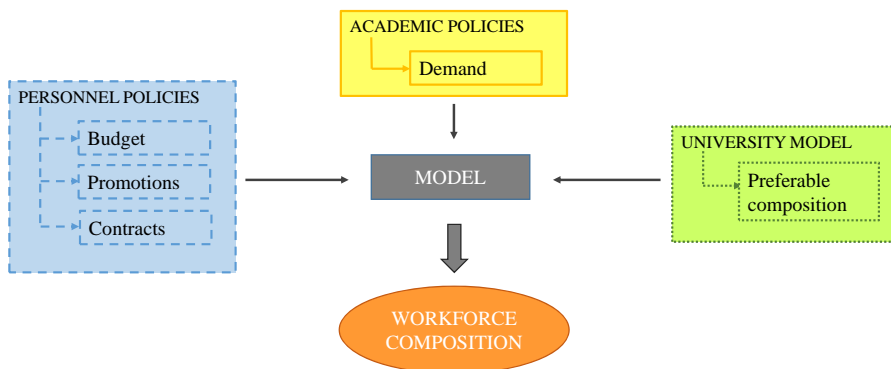 ACADEMIC POLICIES
Demand
PERSONNEL POLICIES
Budget
Promotions
Contracts
MODEL
UNIVERSITY MODEL
Preferable
composition
WORKFORCE
COMPOSITION